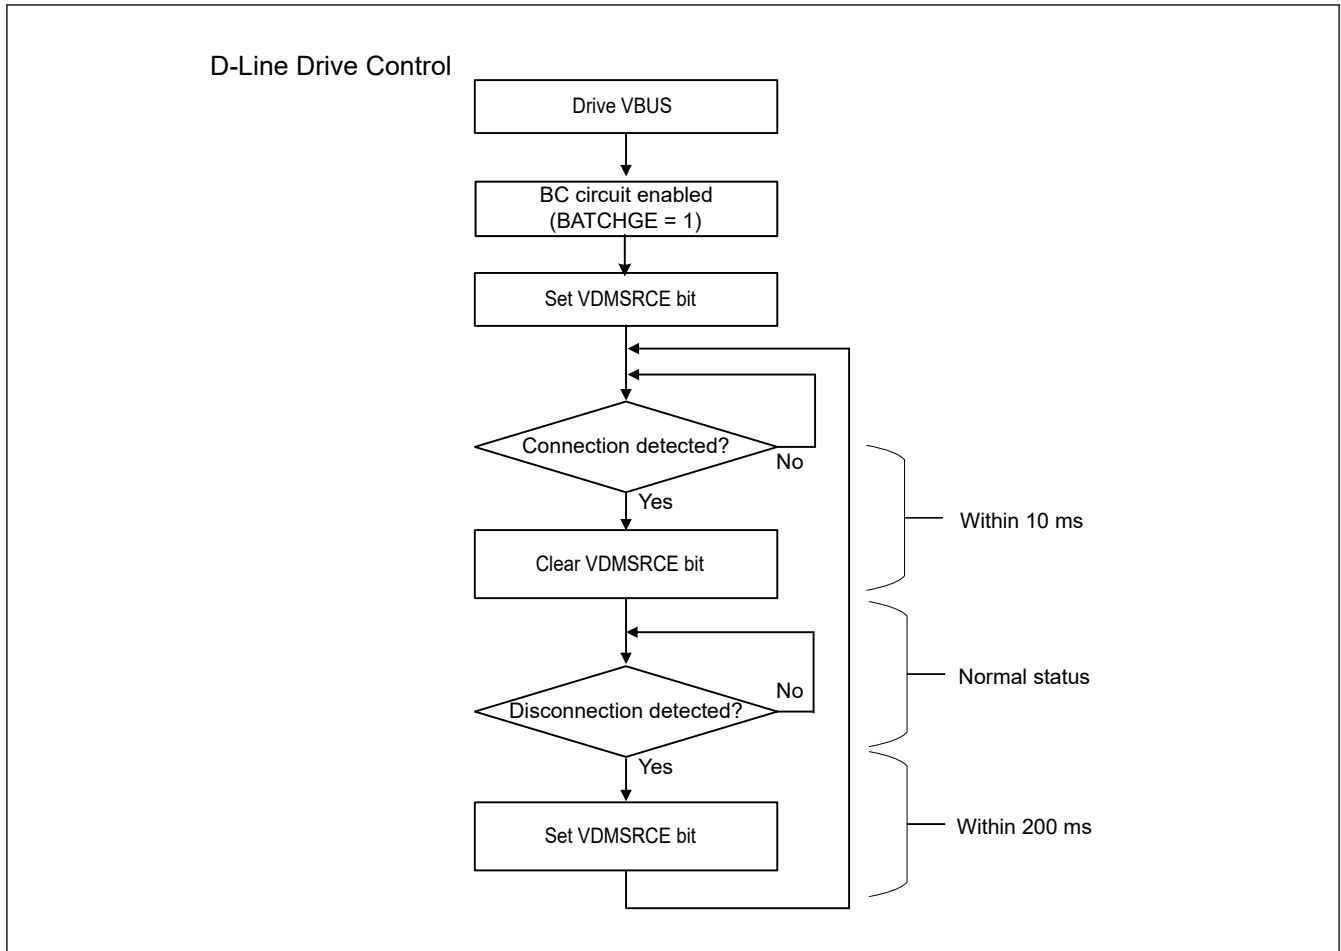 D-Line Drive Control
Drive VBUS
BC circuit enabled
(BATCHGE = 1)
Set VDMSRCE bit
Connection detected?
No
Yes
Within 10 ms
Clear VDMSRCE bit
Normal status
No
Disconnection detected?
Yes
Within 200 ms
Set VDMSRCE bit